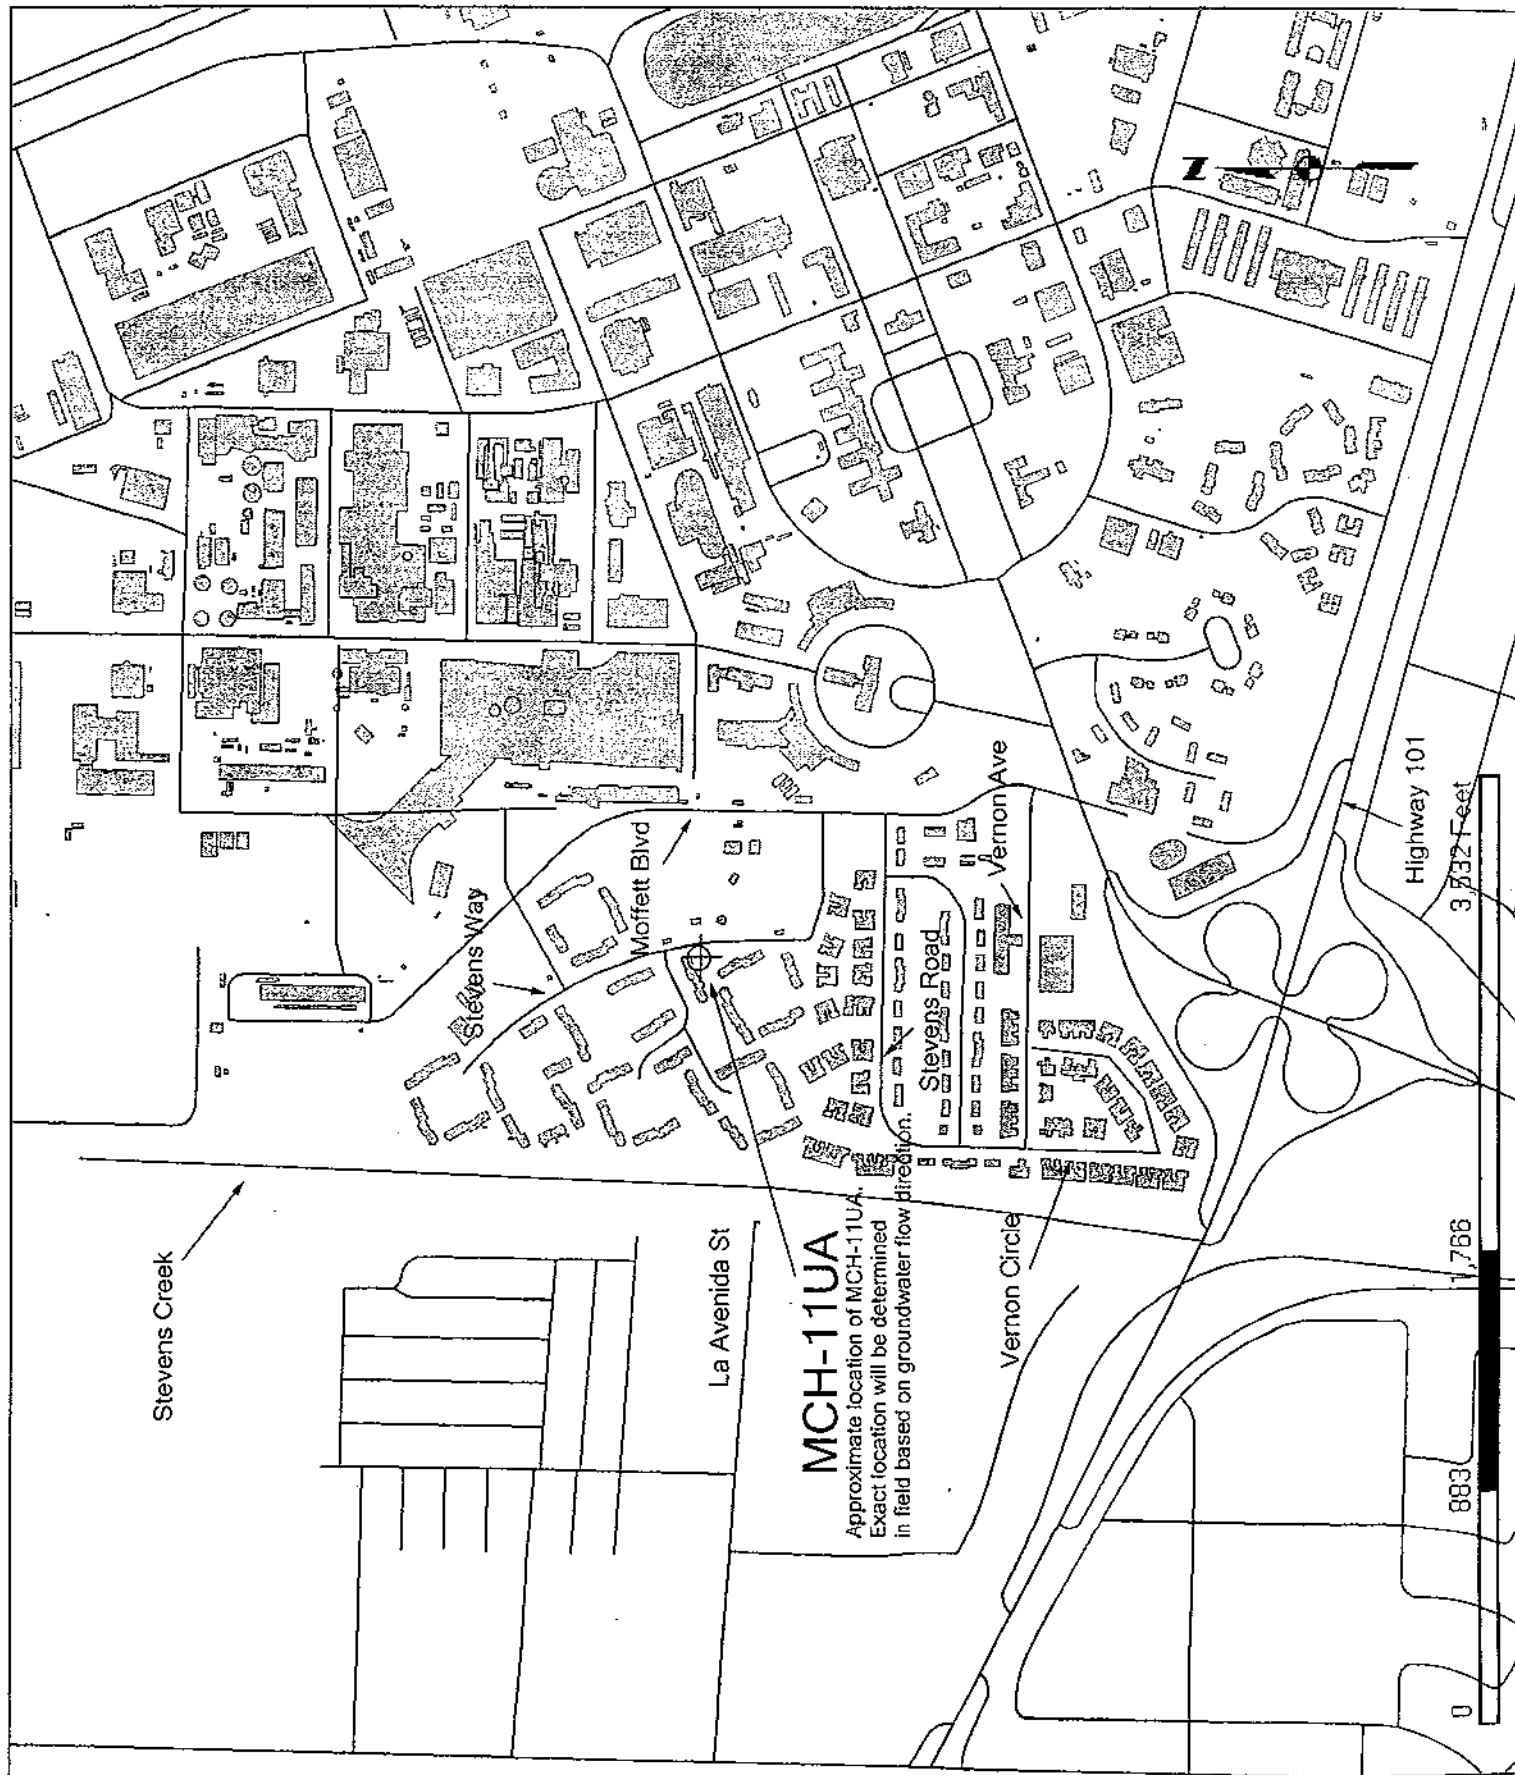 Stevens Creek
La Avenida St
MCH-11UA
Approximate location of MCH-11UA.
Exact location will be determined
in field based on groundwater flow direction.
Vernon Circle
Stevens Way
Moffett Blvd
Stevens Road
Vernon Ave
Highway 101
N
0
883
1,766
3,532 Feet